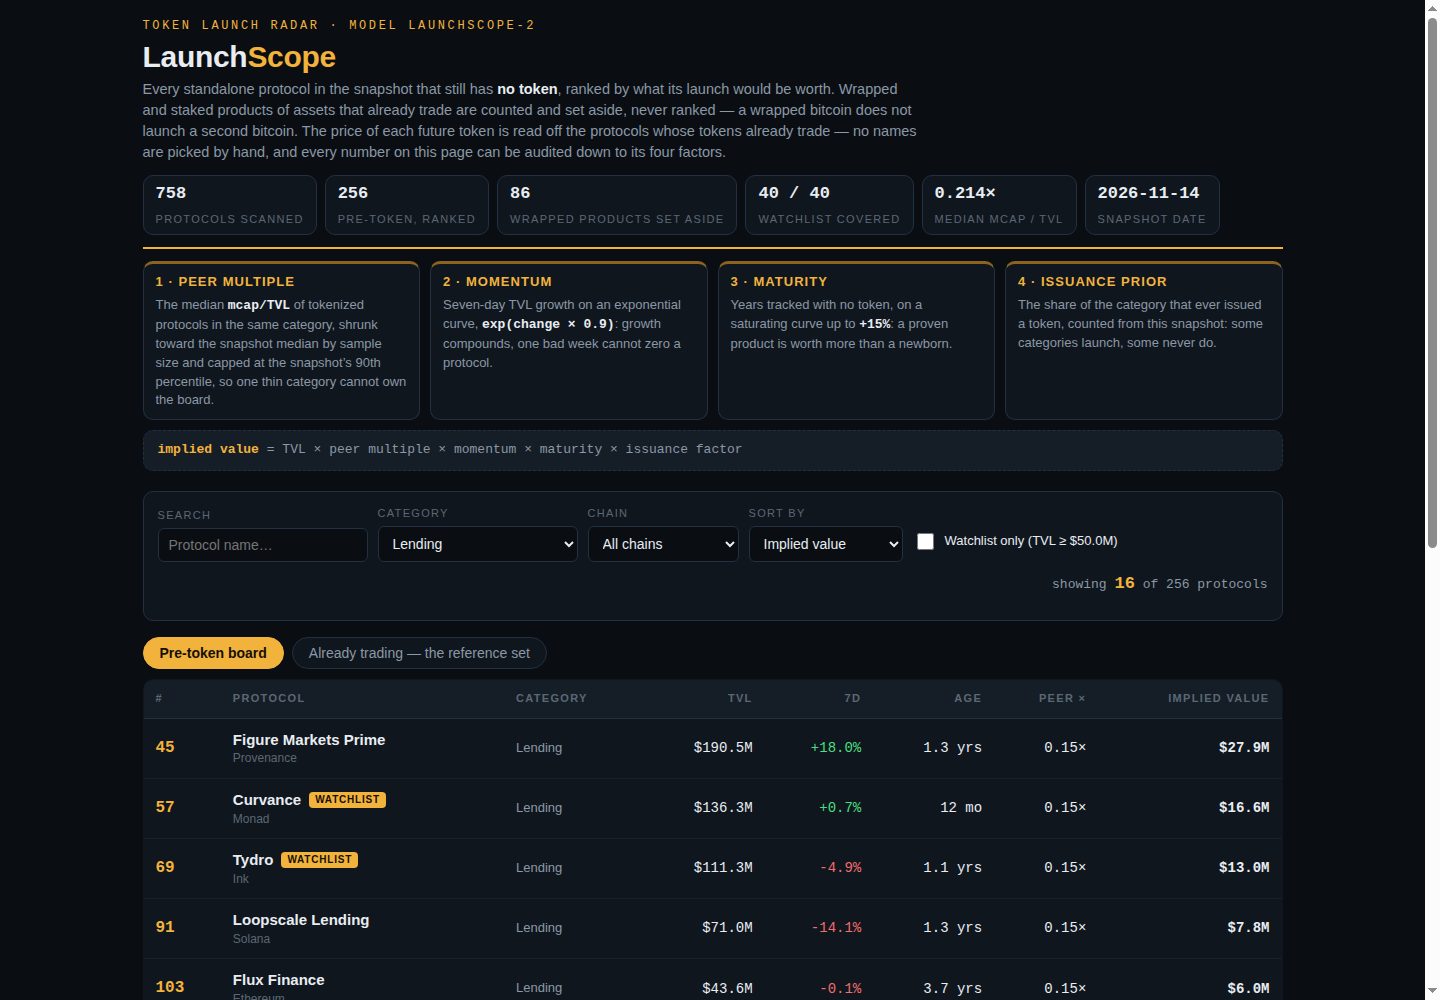 TOKEN LAUNCH RADAR · MODEL LAUNCHSCOPE-2
LaunchScope
Every standalone protocol in the snapshot that still has no token, ranked by what its launch would be worth. Wrapped
and staked products of assets that already trade are counted and set aside, never ranked — a wrapped bitcoin does not
launch a second bitcoin. The price of each future token is read off the protocols whose tokens already trade — no names
are picked by hand, and every number on this page can be audited down to its four factors.
758
PROTOCOLS SCANNED
256
PRE-TOKEN, RANKED
86
WRAPPED PRODUCTS SET ASIDE
40 / 40
WATCHLIST COVERED
0.214×
MEDIAN MCAP / TVL
2026-11-14
SNAPSHOT DATE
1 · PEER MULTIPLE
The median mcap/TVL of tokenized
protocols in the same category, shrunk
toward the snapshot median by sample
size and capped at the snapshot's 90th
percentile, so one thin category cannot own
the board.
2 · MOMENTUM
Seven-day TVL growth on an exponential
curve, exp(change × 0.9): growth
compounds, one bad week cannot zero a
protocol.
3 · MATURITY
Years tracked with no token, on a
saturating curve up to +15%: a proven
product is worth more than a newborn.
4 · ISSUANCE PRIOR
The share of the category that ever issued
a token, counted from this snapshot: some
categories launch, some never do.
implied value = TVL × peer multiple × momentum × maturity × issuance factor
SEARCH
Protocol name…
CATEGORY
Lending
CHAIN
All chains
SORT BY
Implied value
Watchlist only (TVL ≥ $50.0M)
showing 16 of 256 protocols
Pre-token board
Already trading — the reference set
# PROTOCOL CATEGORY TVL 7D AGE PEER × IMPLIED VALUE
45 Figure Markets Prime Lending $190.5M +18.0% 1.3 yrs 0.15× $27.9M
Provenance
57 Curvance WATCHLIST Lending $136.3M +0.7% 12 mo 0.15× $16.6M
Monad
69 Tydro WATCHLIST Lending $111.3M -4.9% 1.1 yrs 0.15× $13.0M
Ink
91 Loopscale Lending Lending $71.0M -14.1% 1.3 yrs 0.15× $7.8M
Solana
103 Flux Finance Lending $43.6M -0.1% 3.7 yrs 0.15× $6.0M
Ethereum